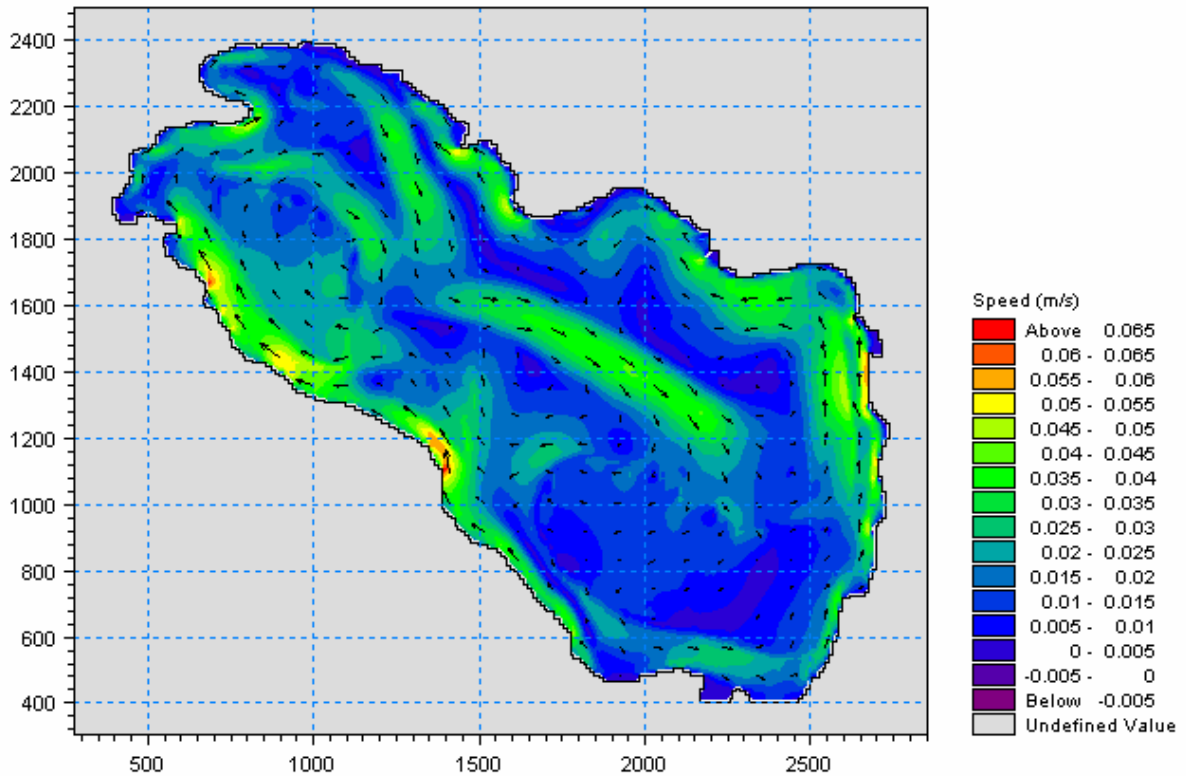 2400
2200
2000
1800
1600
1400
1200
1000
800
600
400
500 1000 1500 2000 2500
Speed (m/s)
Above 0.065
0.06 - 0.065
0.055 - 0.06
0.05 - 0.055
0.045 - 0.05
0.04 - 0.045
0.035 - 0.04
0.03 - 0.035
0.025 - 0.03
0.02 - 0.025
0.015 - 0.02
0.01 - 0.015
0.005 - 0.01
0 - 0.005
-0.005 - 0
Below -0.005
Undefined Value